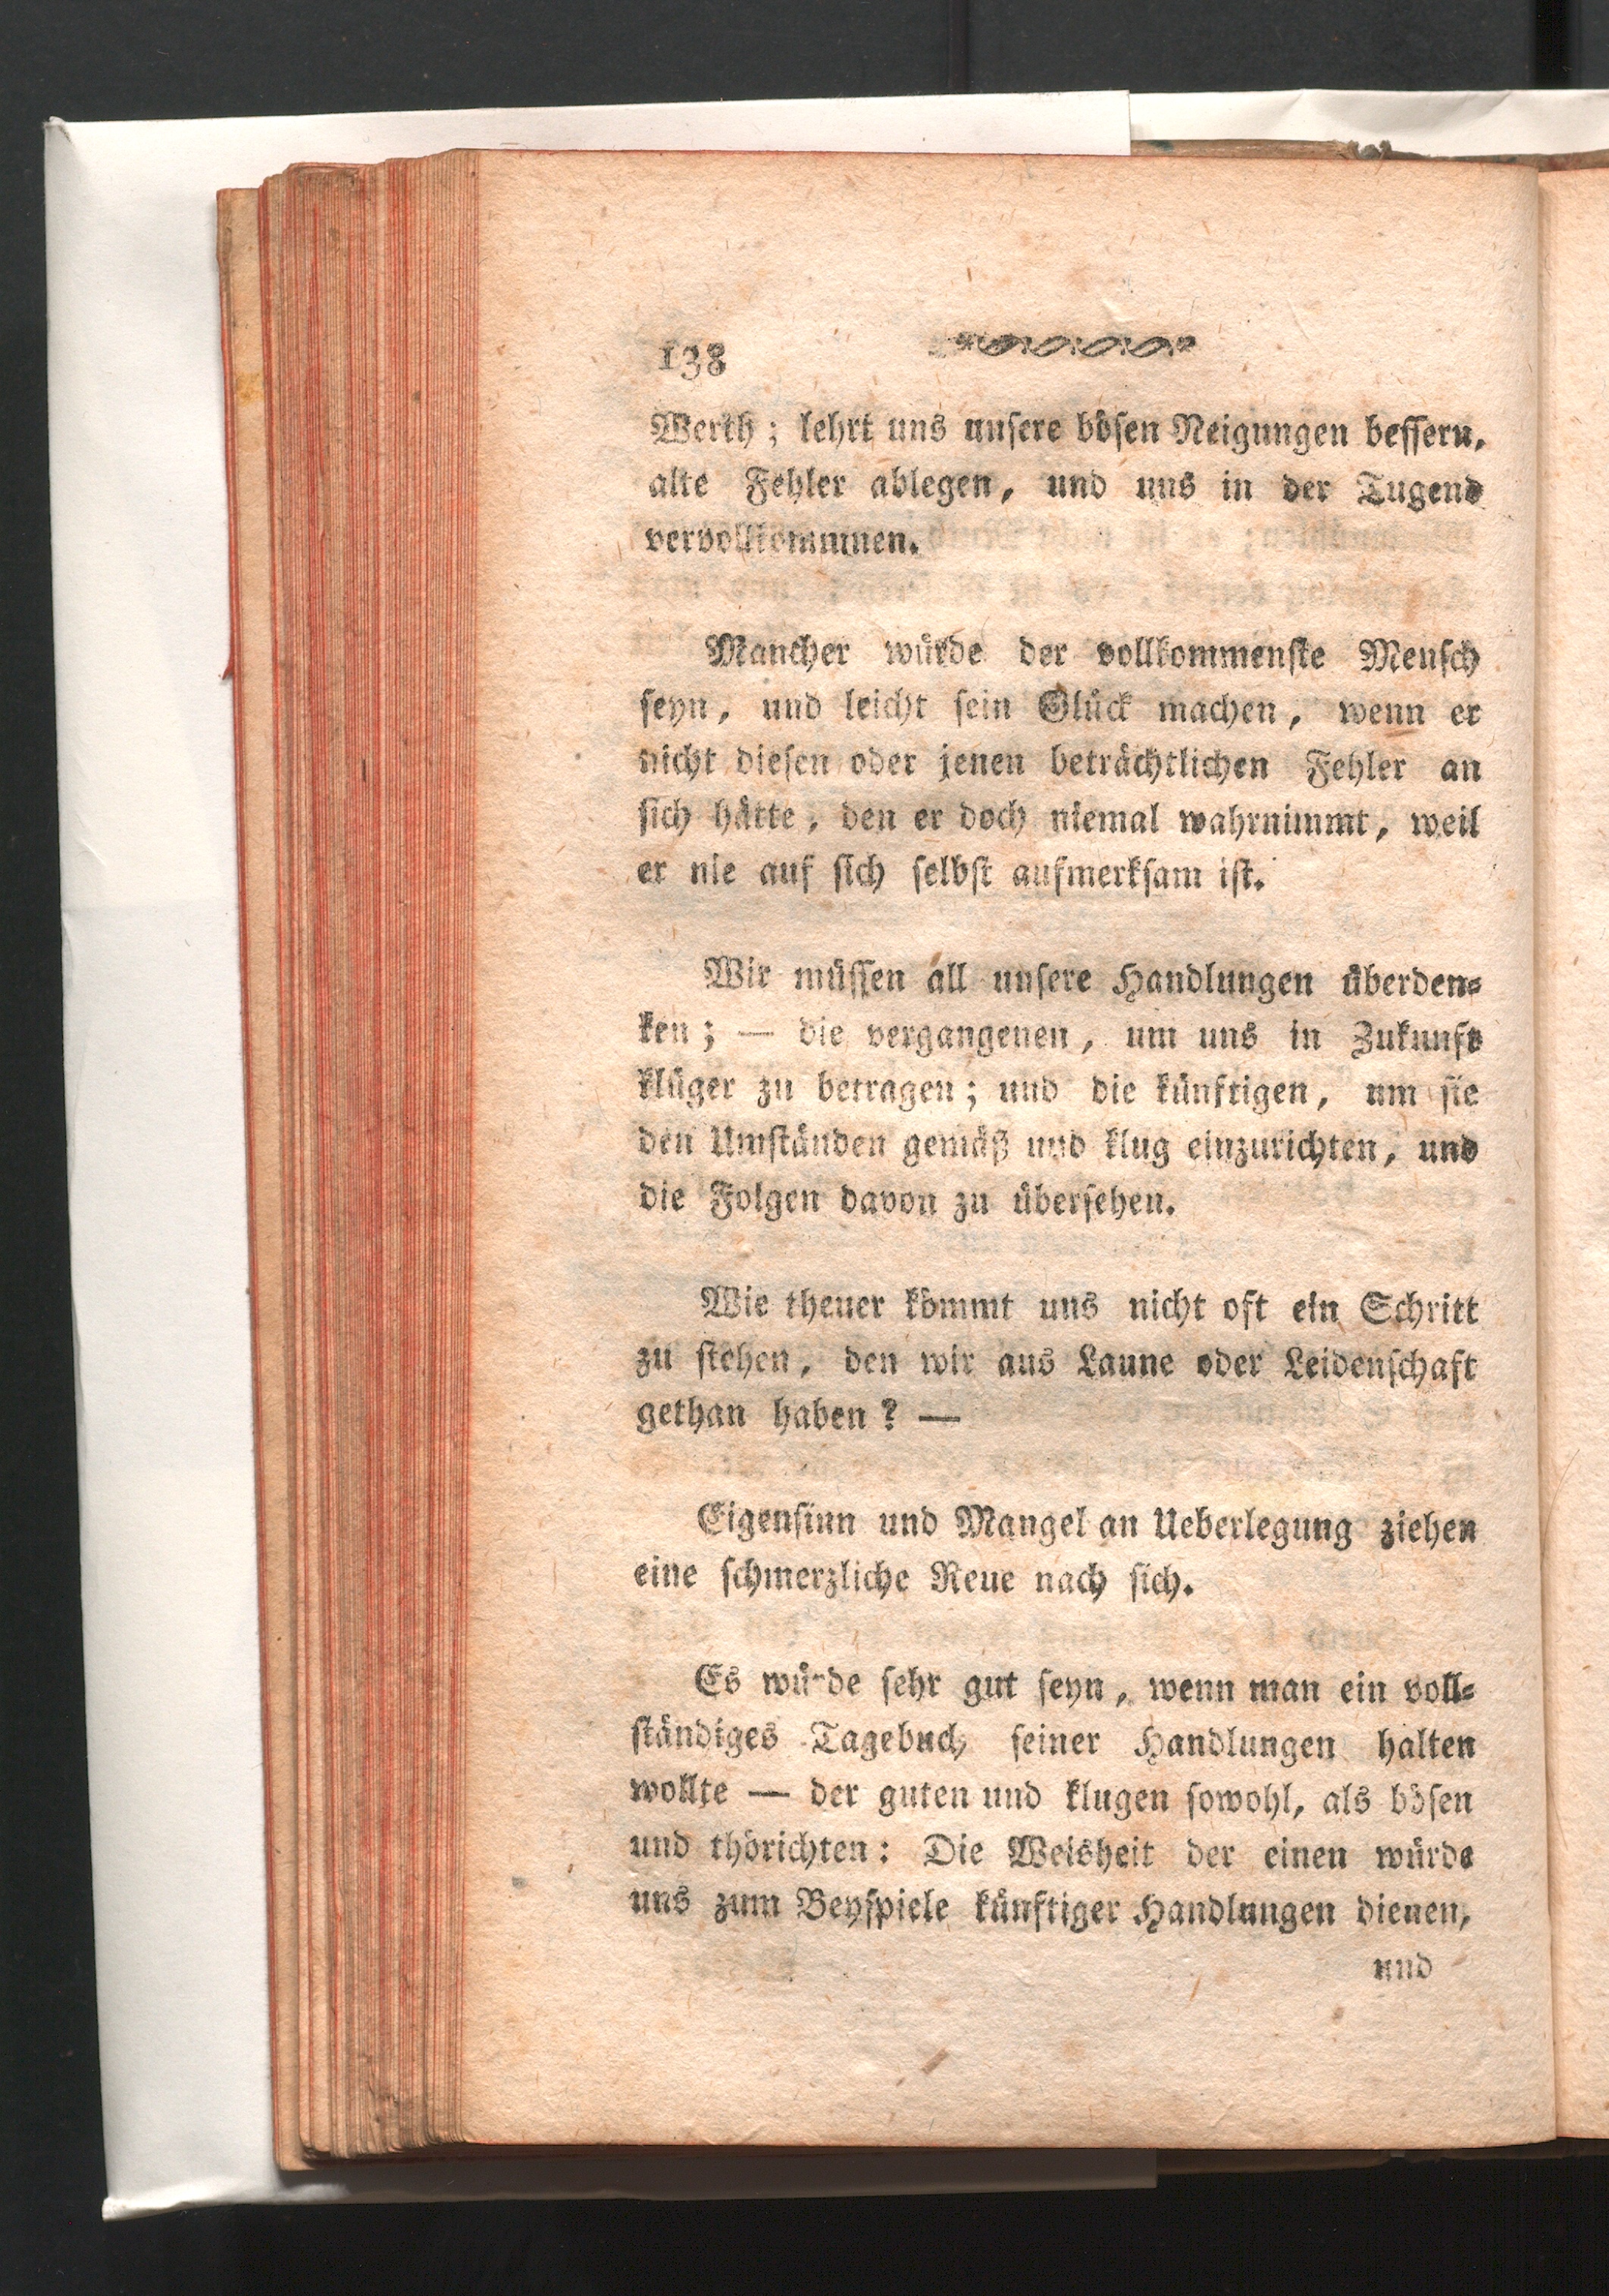 138
Werth; lehrt uns unsere bösen Neigungen bessern,
alte Fehler ablegen, und uns in der Tugend
vervollkommnen.
Mancher würde der vollkommenste Mensch
seyn, und leicht sein Glück machen, wenn er
nicht diesen oder jenen beträchtlichen Fehler an
sich hätte, den er doch niemal wahrnimmt, weil
er nie auf sich selbst aufmerksam ist.
Wir müssen all unsere Handlungen überden-
ken; — die vergangenen, um uns in Zukunft
klüger zu betragen; und die künftigen, um sie
den Umständen gemäß und klug einzurichten, und
die Folgen davon zu übersehen.
Wie theuer kömmt uns nicht oft ein Schritt
zu stehen, den wir aus Laune oder Leidenschaft
gethan haben? —
Eigensinn und Mangel an Ueberlegung ziehen
eine schmerzliche Reue nach sich.
Es würde sehr gut seyn, wenn man ein voll-
ständiges Tagebuch seiner Handlungen halten
wollte — der guten und klugen sowohl, als bösen
und thörichten: Die Weisheit der einen würde
uns zum Beyspiele künftiger Handlungen dienen,
und